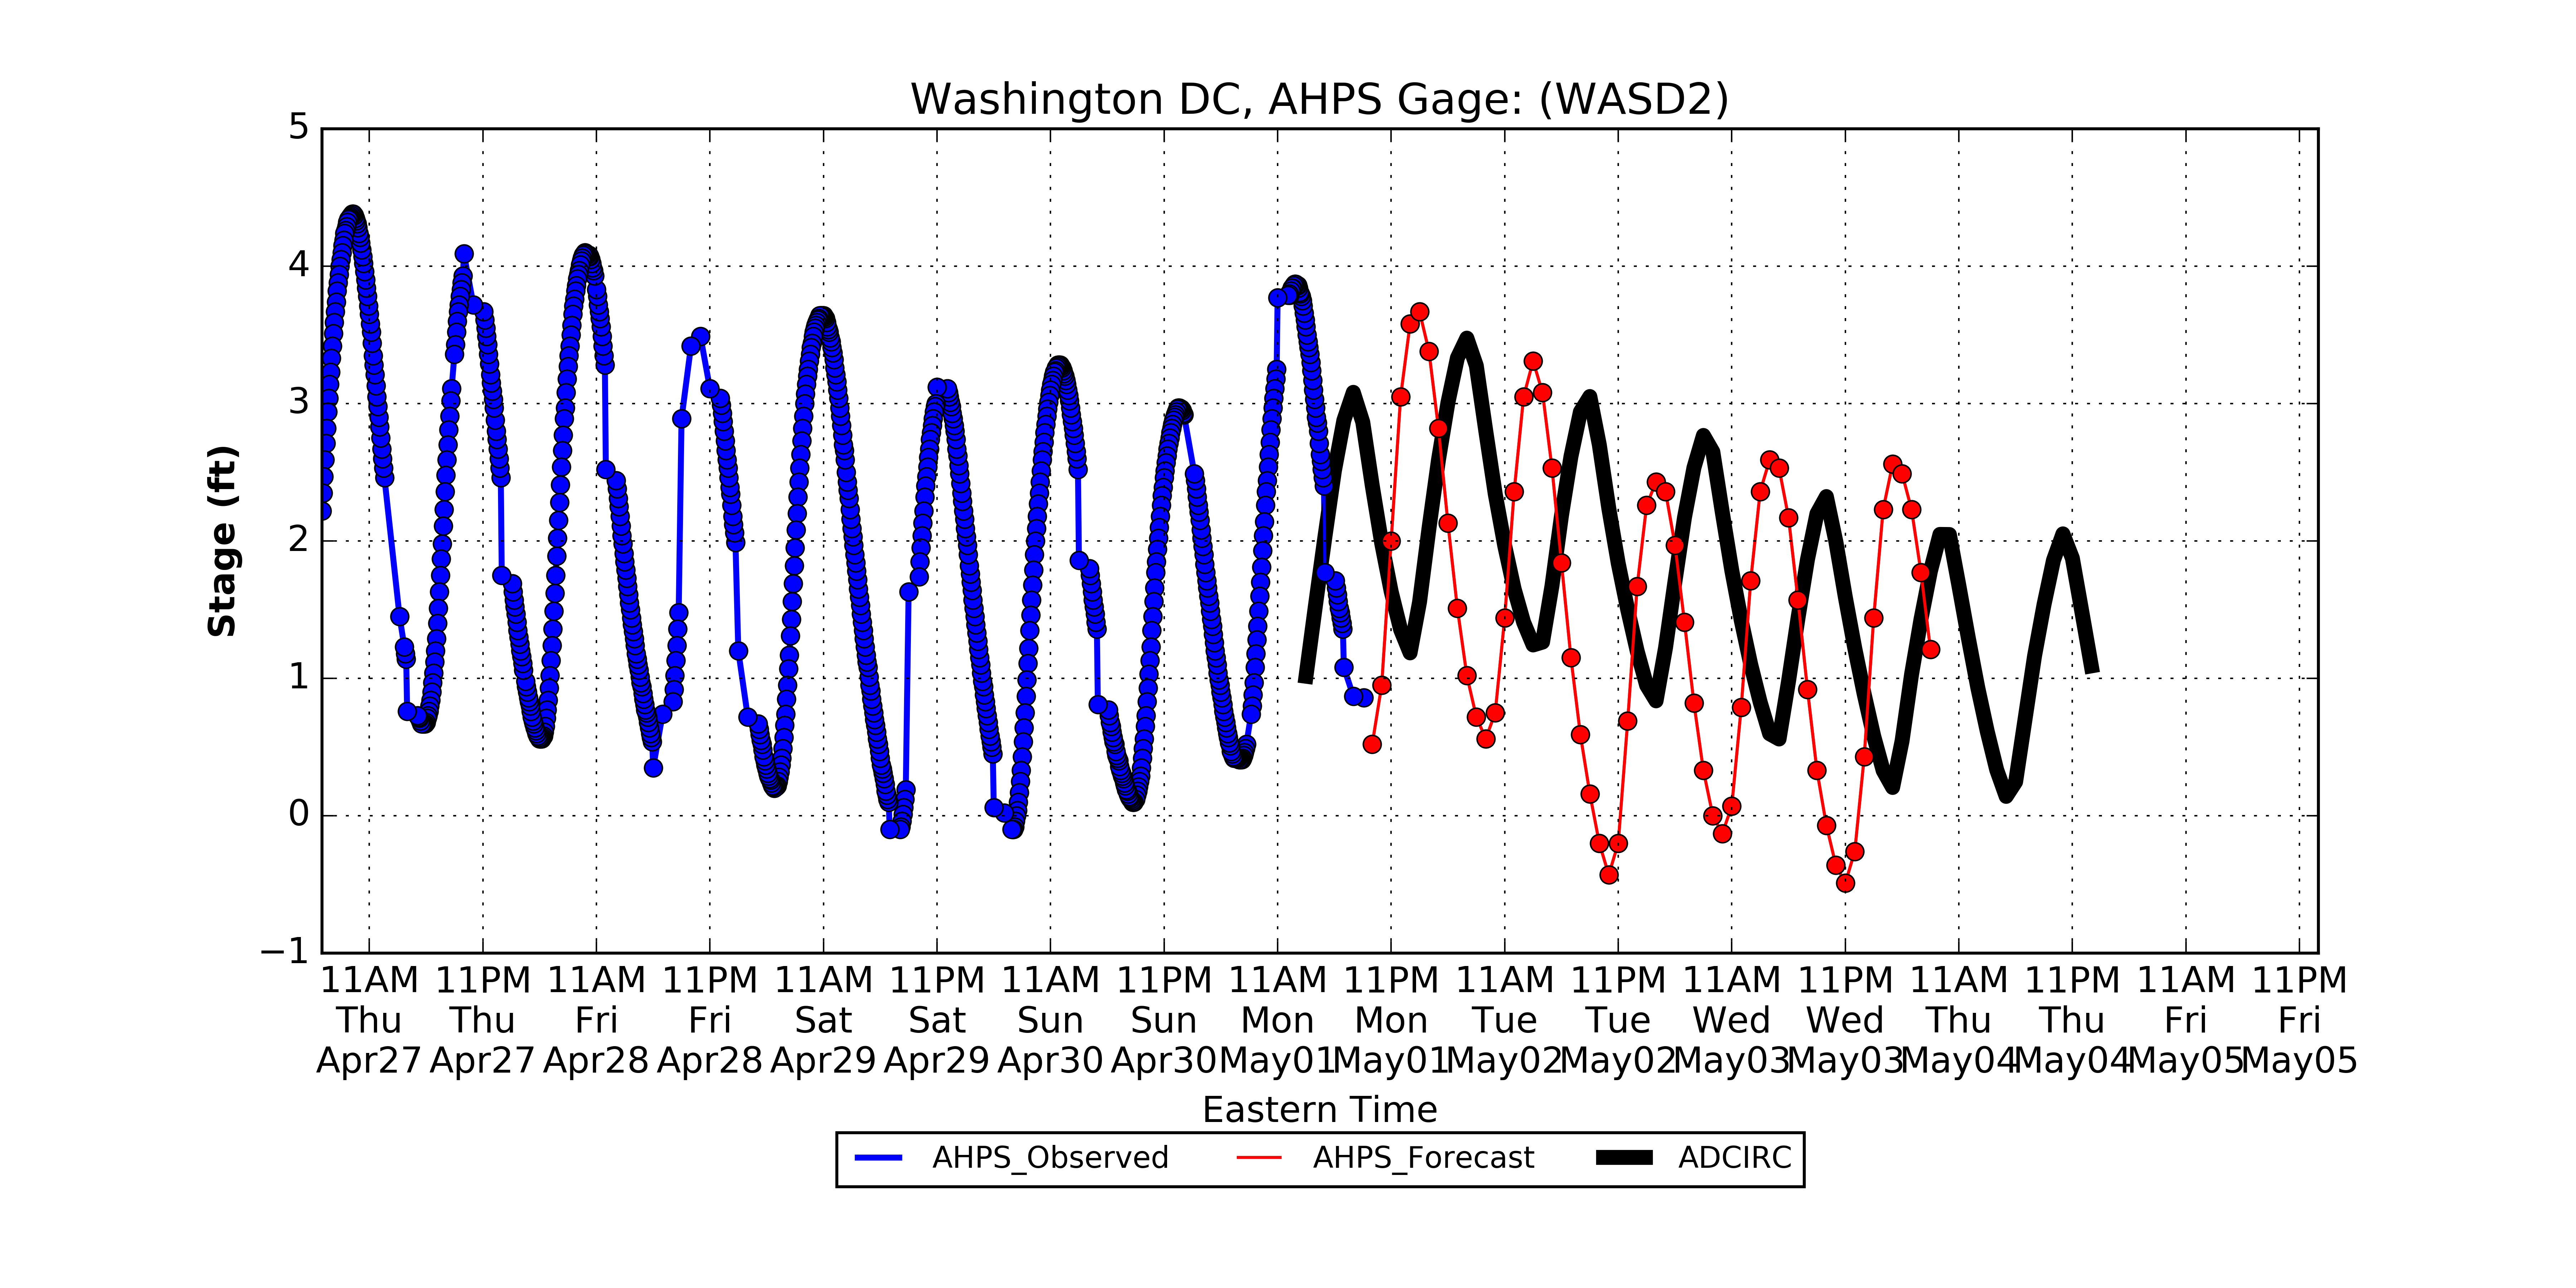 Washington DC, AHPS Gage: (WASD2)
Stage (ft)
5
4
3
2
1
0
−1
11AM 11PM 11AM 11PM 11AM 11PM 11AM 11PM 11AM 11PM 11AM 11PM 11AM 11PM 11AM 11PM 11AM 11PM
Thu Thu Fri Fri Sat Sat Sun Sun Mon Mon Tue Tue Wed Wed Thu Thu Fri Fri
Apr27 Apr27 Apr28 Apr28 Apr29 Apr29 Apr30 Apr30 May01 May01 May02 May02 May03 May03 May04 May04 May05 May05
Eastern Time
AHPS_Observed AHPS_Forecast ADCIRC